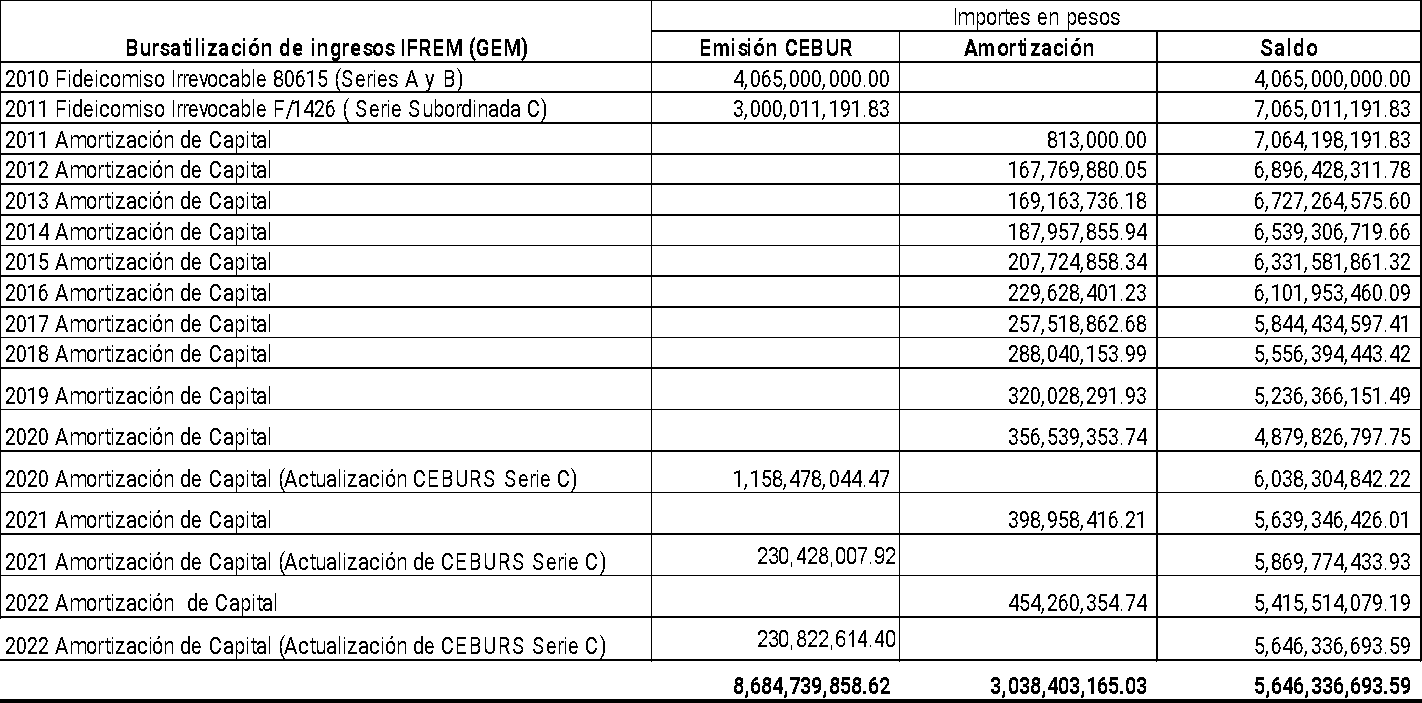 Importes en pesos
Bursatilización de ingresos IFREM (GEM) Emisión CEBUR Amortización Saldo
2010 Fideicomiso Irrevocable 80615 (Series A y B) 4,065,000,000.00 4,065,000,000.00
2011 Fideicomiso Irrevocable F/1426 ( Serie Subordinada C) 3,000,011,191.83 7,065,011,191.83
2011 Amortización de Capital 813,000.00 7,064,198,191.83
2012 Amortización de Capital 167,769,880.05 6,896,428,311.78
2013 Amortización de Capital 169,163,736.18 6,727,264,575.60
2014 Amortización de Capital 187,957,855.94 6,539,306,719.66
2015 Amortización de Capital 207,724,858.34 6,331,581,861.32
2016 Amortización de Capital 229,628,401.23 6,101,953,460.09
2017 Amortización de Capital 257,518,862.68 5,844,434,597.41
2018 Amortización de Capital 288,040,153.99 5,556,394,443.42
2019 Amortización de Capital 320,028,291.93 5,236,366,151.49
2020 Amortización de Capital 356,539,353.74 4,879,826,797.75
2020 Amortización de Capital (Actualización CEBURS Serie C) 1,158,478,044.47 6,038,304,842.22
2021 Amortización de Capital 398,958,416.21 5,639,346,426.01
2021 Amortización de Capital (Actualización de CEBURS Serie C) 230,428,007.92 5,869,774,433.93
2022 Amortización de Capital 454,260,354.74 5,415,514,079.19
2022 Amortización de Capital (Actualización de CEBURS Serie C) 230,822,614.40 5,646,336,693.59
8,684,739,858.62 3,038,403,165.03 5,646,336,693.59